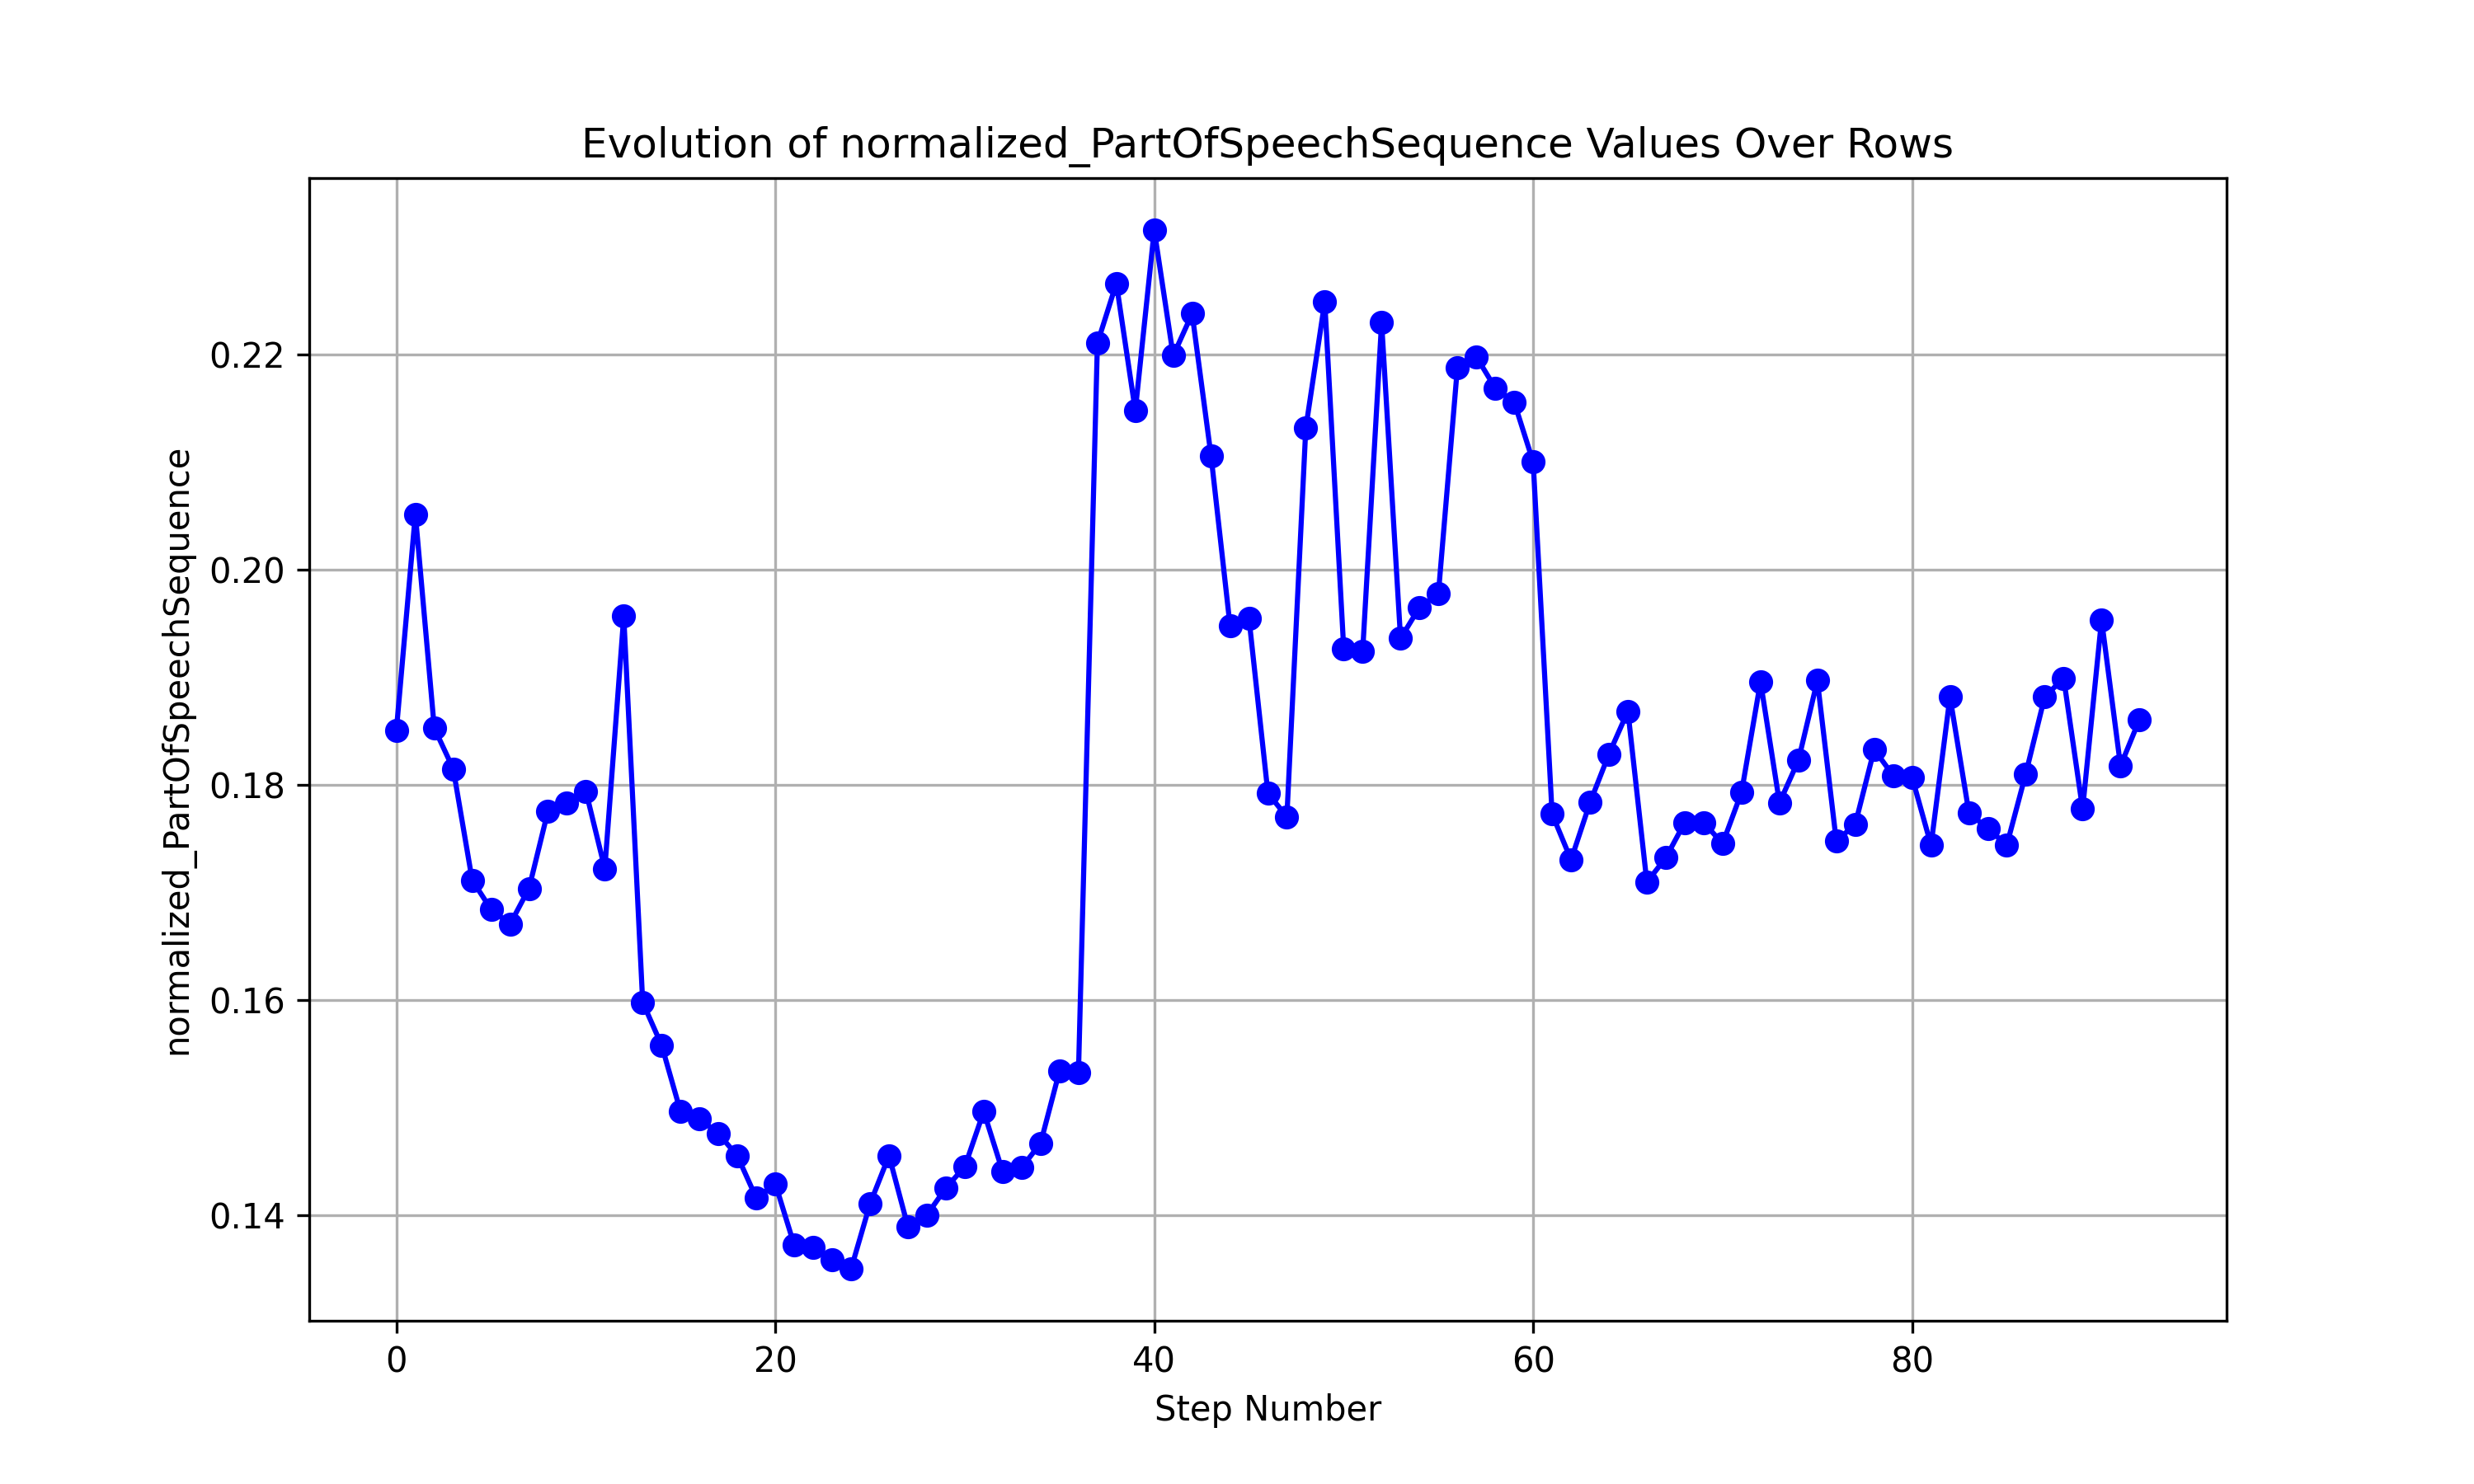 Evolution of normalized_PartOfSpeechSequence Values Over Rows
normalized_PartOfSpeechSequence
0.22
0.20
0.18
0.16
0.14
0 20 40 60 80
Step Number